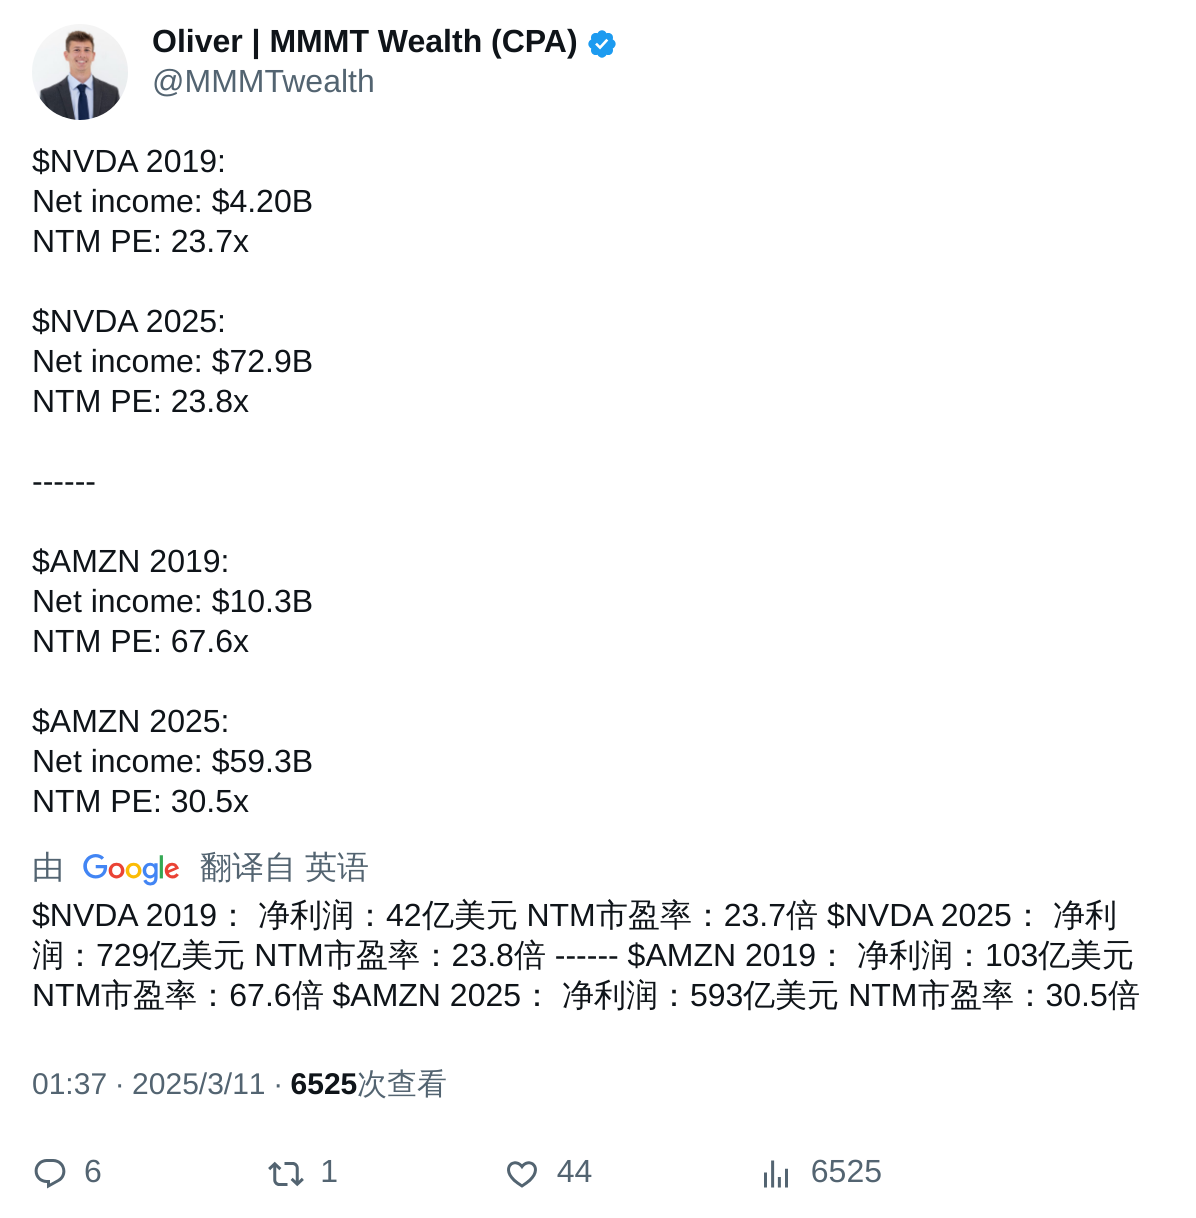 Oliver | MMMT Wealth (CPA)
@MMMTwealth
$NVDA 2019:
Net income: $4.20B
NTM PE: 23.7x
$NVDA 2025:
Net income: $72.9B
NTM PE: 23.8x
------
$AMZN 2019:
Net income: $10.3B
NTM PE: 67.6x
$AMZN 2025:
Net income: $59.3B
NTM PE: 30.5x
由 Google 翻译自 英语
$NVDA 2019： 净利润：42亿美元 NTM市盈率：23.7倍 $NVDA 2025： 净利
润：729亿美元 NTM市盈率：23.8倍 ------ $AMZN 2019： 净利润：103亿美元
NTM市盈率：67.6倍 $AMZN 2025： 净利润：593亿美元 NTM市盈率：30.5倍
01:37 · 2025/3/11 · 6525次查看
6 1 44 6525